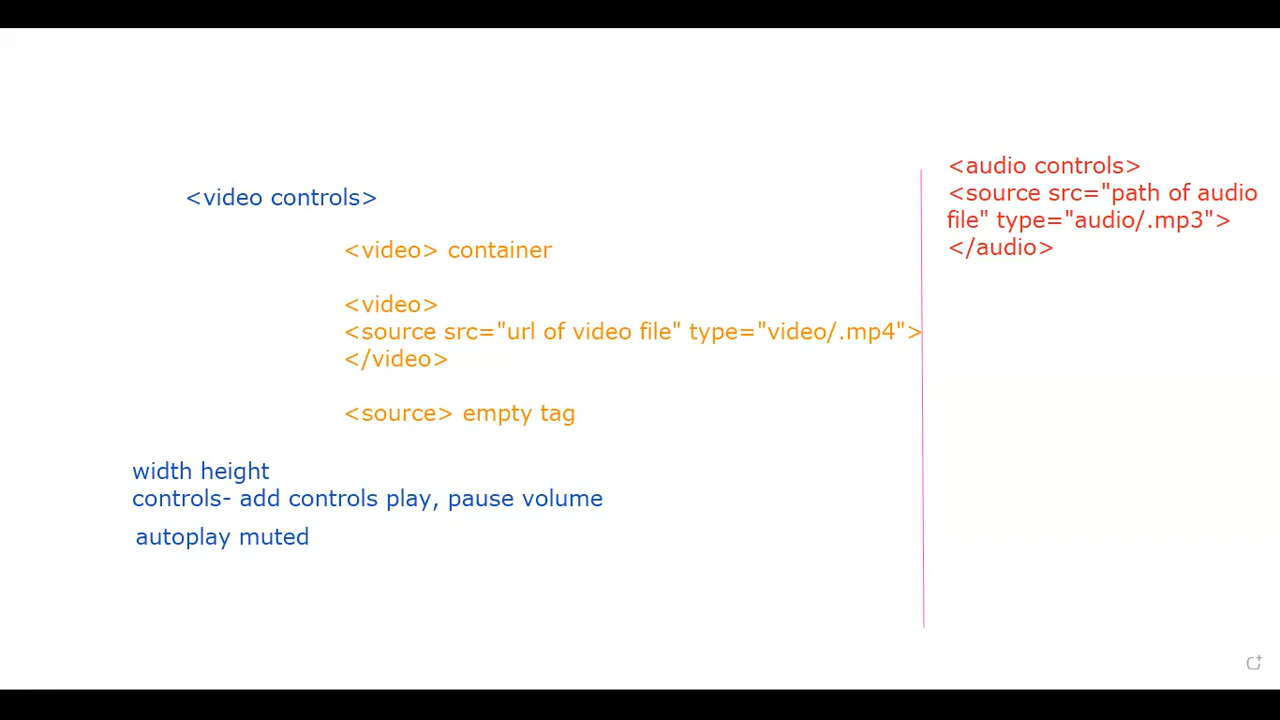 <video controls>
<video> container
<video>
<source src="url of video file" type="video/.mp4">
</video>
<source> empty tag
width height
controls- add controls play, pause volume
autoplay muted
<audio controls>
<source src="path of audio
file" type="audio/.mp3">
</audio>